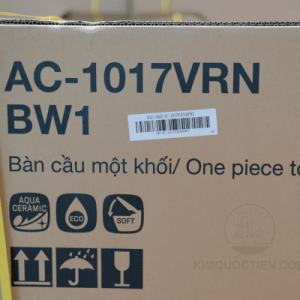 AC-1017VRN
BW1
Bàn cầu một khối/ One piece to
AQUA
CERAMIC
ECO
SOFT
KIMQUOCTIEN.COM